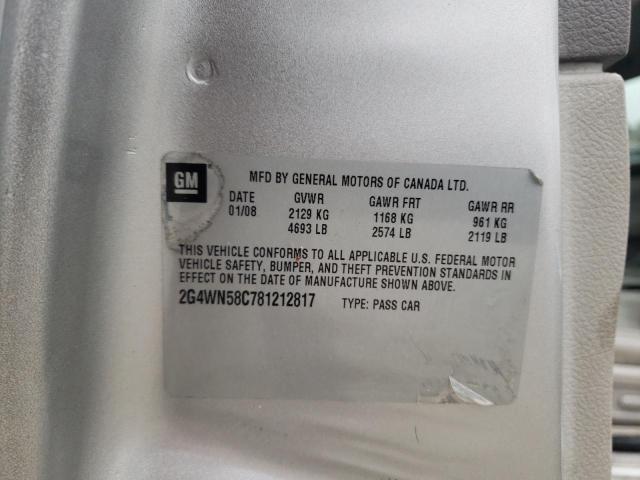 GM
MFD BY GENERAL MOTORS OF CANADA LTD.
DATE GVWR GAWR FRT GAWR RR
01/08 2129 KG 1168 KG 961 KG
4693 LB 2574 LB 2119 LB
THIS VEHICLE CONFORMS TO ALL APPLICABLE U.S. FEDERAL MOTOR
VEHICLE SAFETY, BUMPER, AND THEFT PREVENTION STANDARDS IN
EFFECT ON THE DATE OF MANUFACTURE SHOWN ABOVE.
2G4WN58C781212817 TYPE: PASS CAR